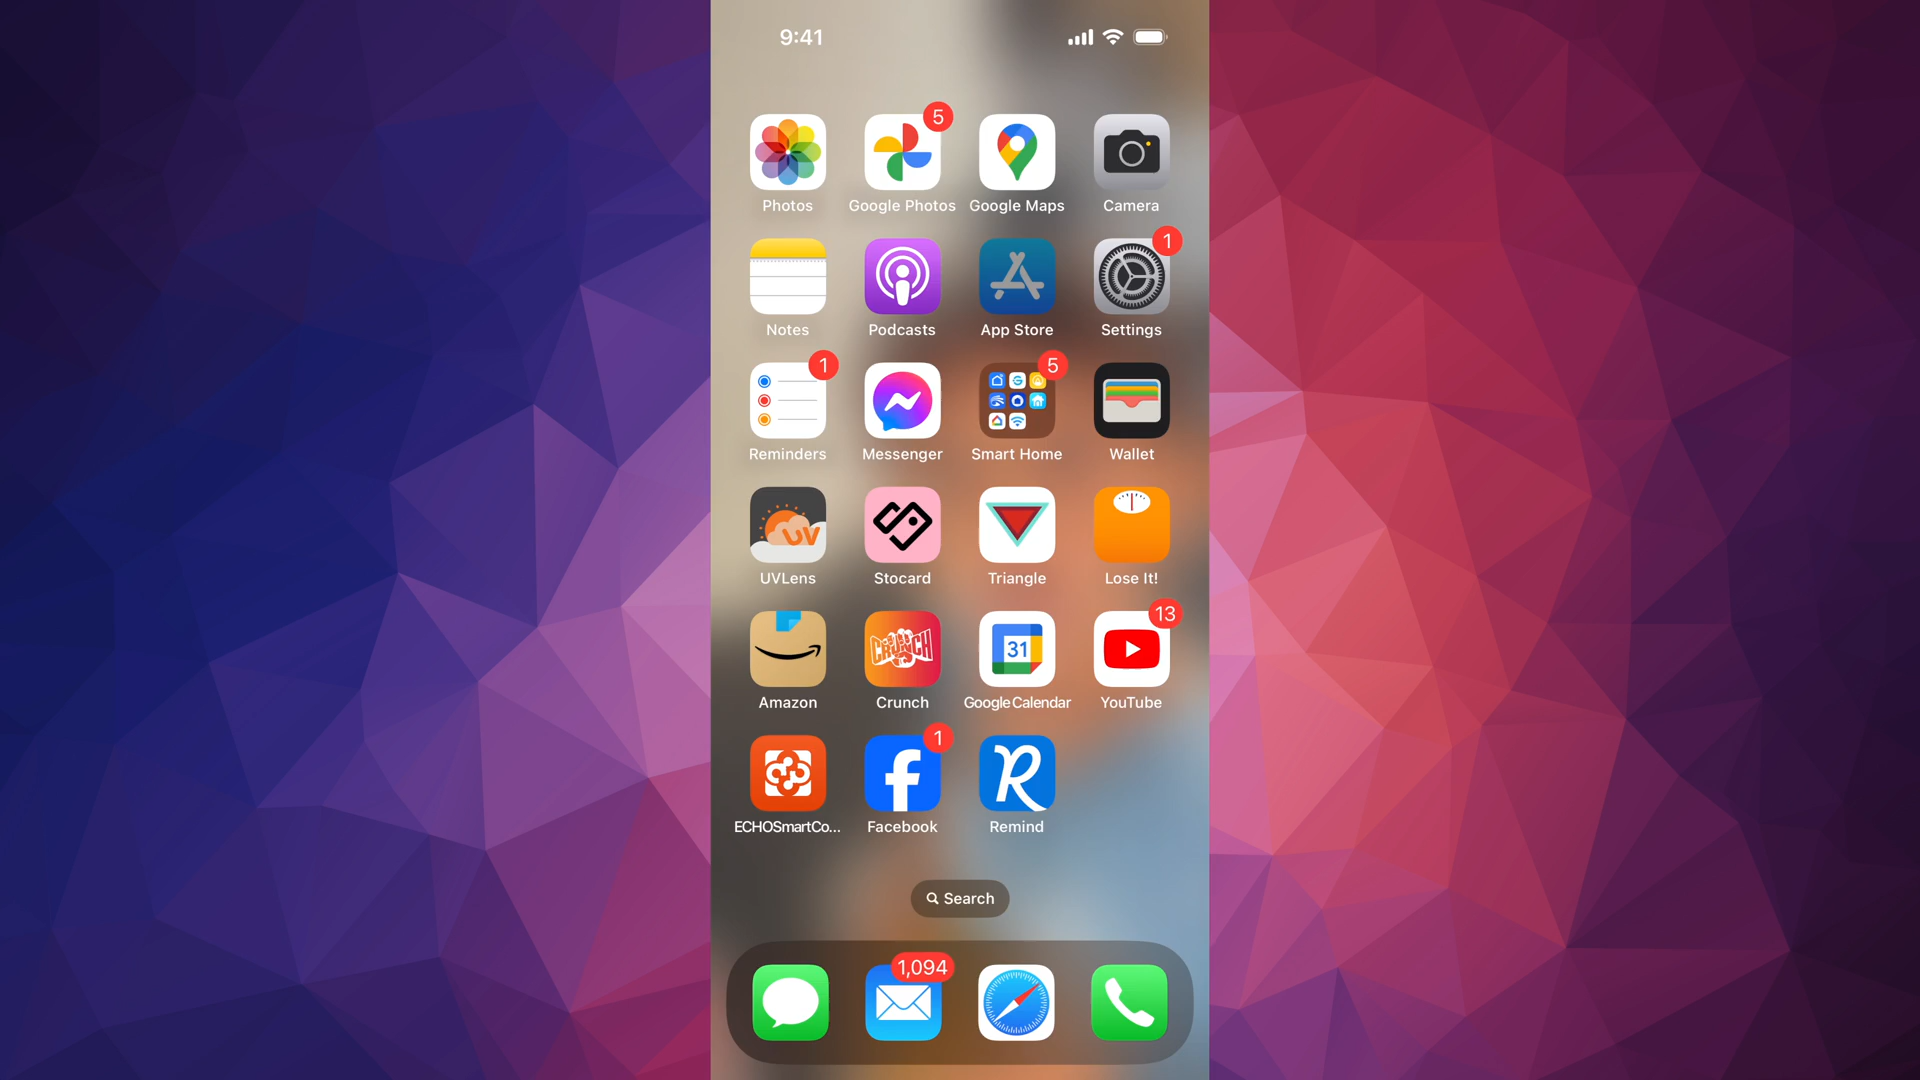 9:41
5
Photos Google Photos Google Maps Camera
1
Notes Podcasts App Store Settings
1 5
Reminders Messenger Smart Home Wallet
UV
UVLens Stocard Triangle Lose It!
13
CRUNCH 31
Amazon Crunch Google Calendar YouTube
1
ECHOSmartCo... Facebook Remind
Search
1,094